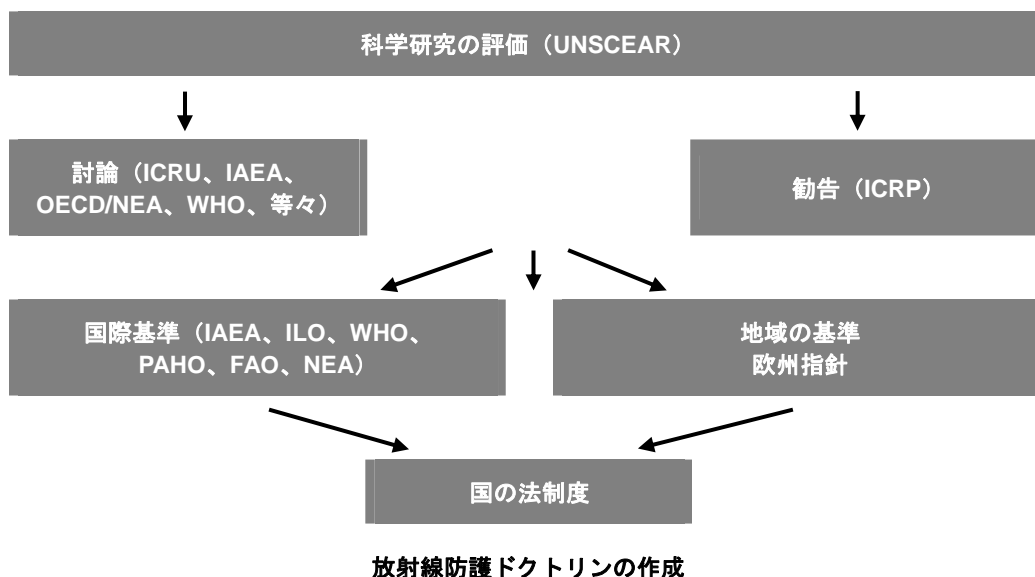 科学研究の評価（UNSCEAR）
討論（ICRU、IAEA、
OECD/NEA、WHO、等々）
勧告（ICRP）
国際基準（IAEA、ILO、WHO、
PAHO、FAO、NEA）
地域の基準
欧州指針
国の法制度
放射線防護ドクトリンの作成